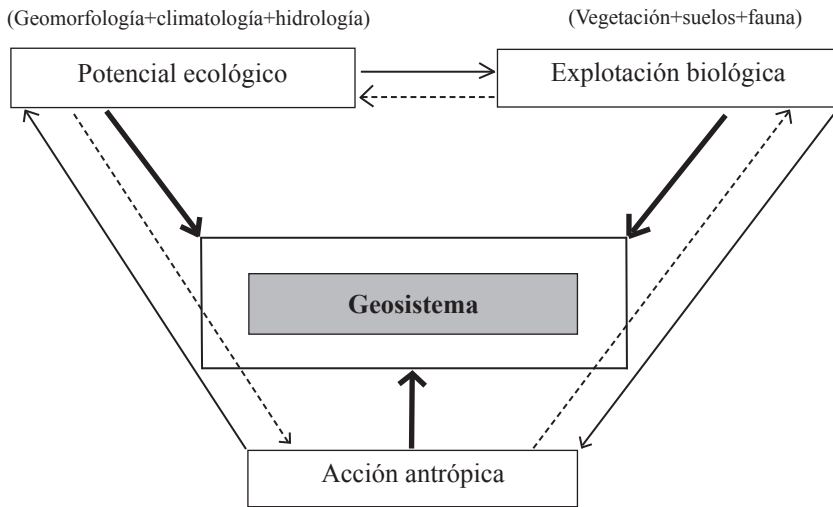 (Geomorfología+climatología+hidrología)
(Vegetación+suelos+fauna)
Potencial ecológico
Explotación biológica
Geosistema
Acción antrópica